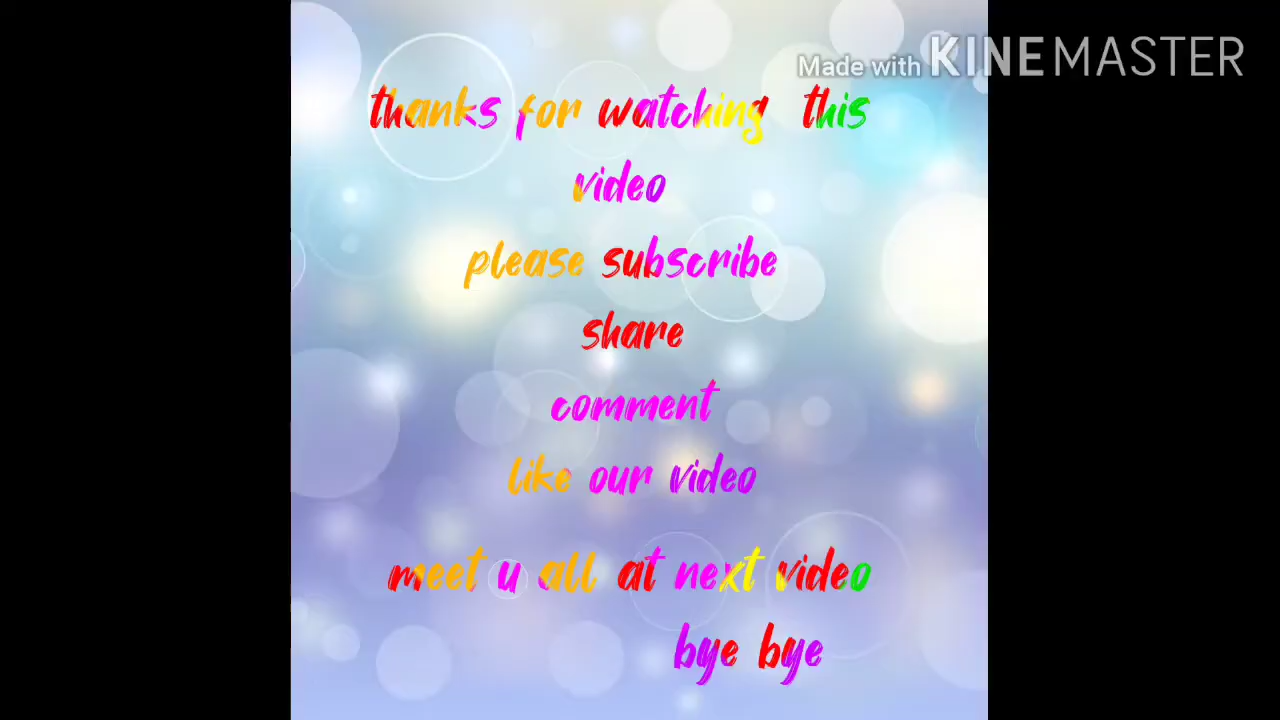 Made with KINEMASTER
thanks for watching this
video
please subscribe
share
comment
like our video
meet u all at next video
bye bye